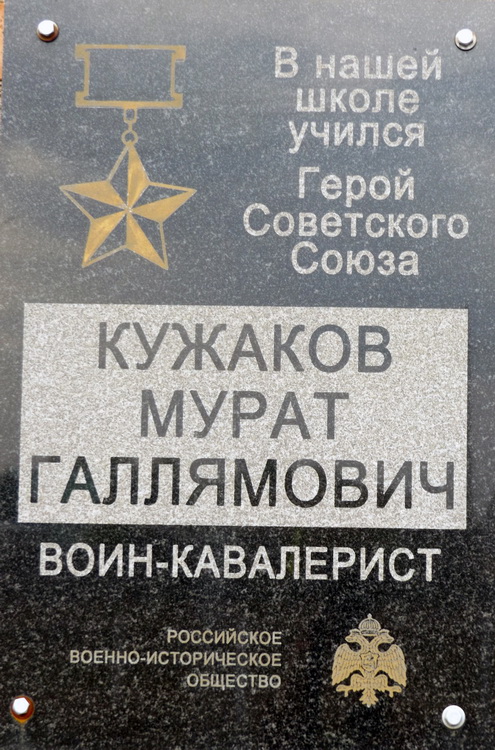 В нашей
школе
учился
Герой
Советского
Союза
КУЖАКОВ
МУРАТ
ГАЛЛЯМОВИЧ
ВОИН-КАВАЛЕРИСТ
РОССИЙСКОЕ
ВОЕННО-ИСТОРИЧЕСКОЕ
ОБЩЕСТВО